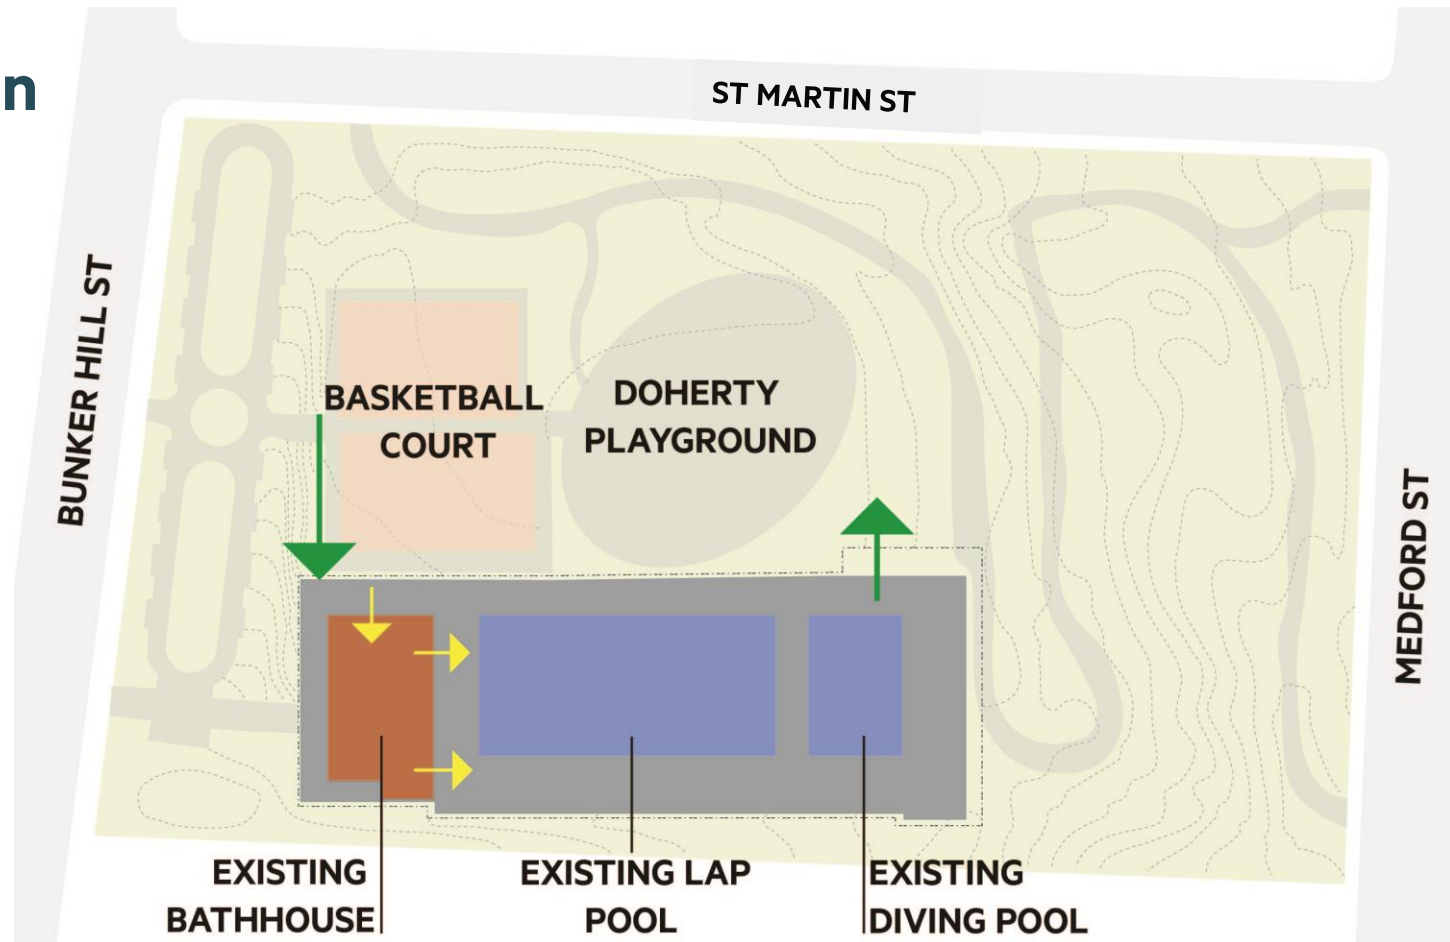 n
ST MARTIN ST
BUNKER HILL ST
BASKETBALL
COURT
DOHERTY
PLAYGROUND
MEDFORD ST
EXISTING
BATHHOUSE
EXISTING LAP
POOL
EXISTING
DIVING POOL